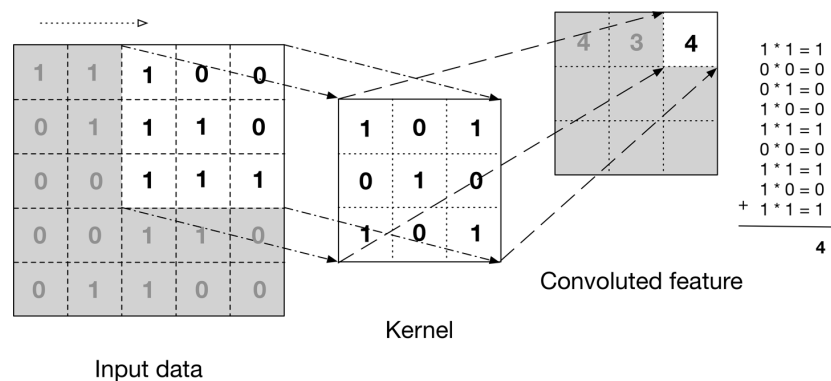 1 1 1 0 0
0 1 1 1 0
0 0 1 1 1
0 0 1 1 0
0 1 1 0 0
Input data
1 0 1
0 1 0
1 0 1
Kernel
4 3 4
Convoluted feature
1 * 1 = 1
0 * 0 = 0
0 * 1 = 0
1 * 0 = 0
1 * 1 = 1
0 * 0 = 0
1 * 1 = 1
1 * 0 = 0
+ 1 * 1 = 1
4